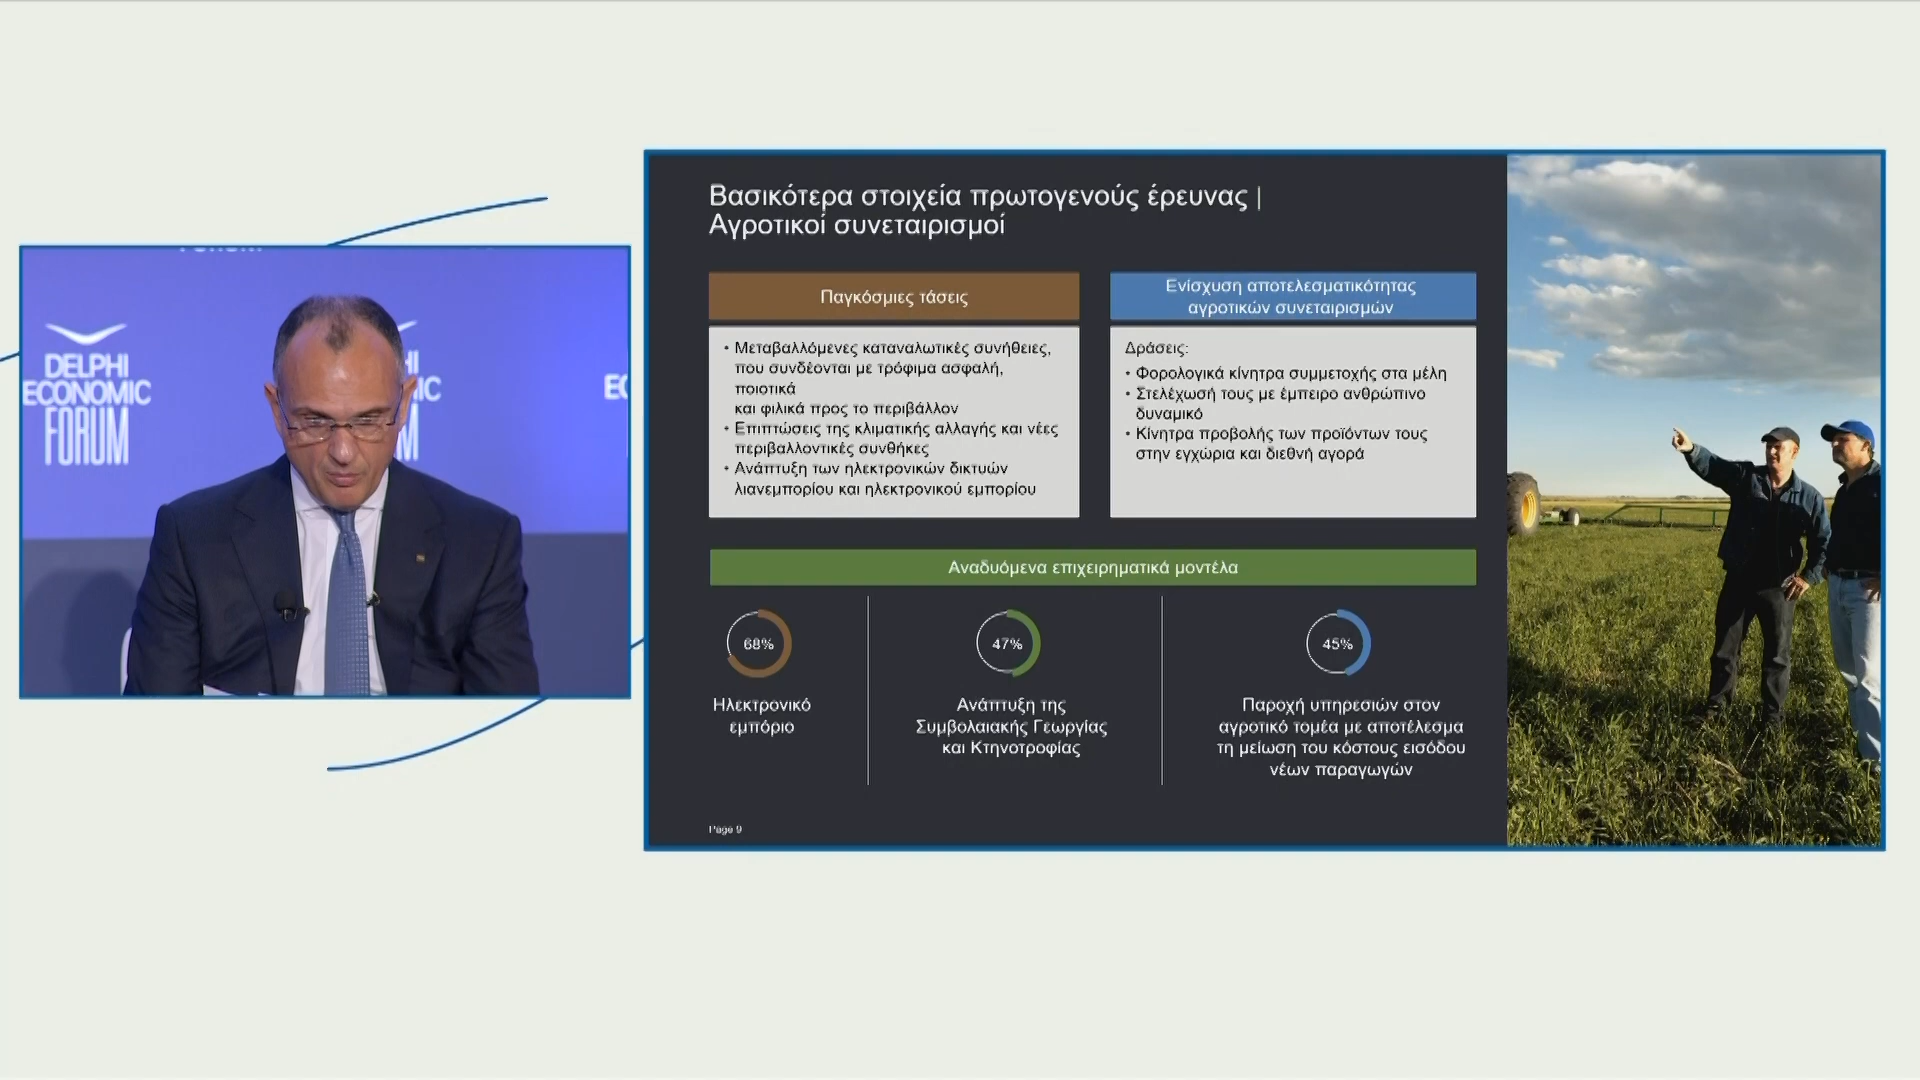 DELPHI
ECONOMIC
FORUM
Βασικότερα στοιχεία πρωτογενούς έρευνας |
Αγροτικοί συνεταιρισμοί
Παγκόσμιες τάσεις
• Μεταβαλλόμενες καταναλωτικές συνήθειες,
που συνδέονται με τρόφιμα ασφαλή,
ποιοτικά
και φιλικά προς το περιβάλλον
• Επιπτώσεις της κλιματικής αλλαγής και νέες
περιβαλλοντικές συνθήκες
• Ανάπτυξη των ηλεκτρονικών δικτυών
λιανεμπορίου και ηλεκτρονικού εμπορίου
Ενίσχυση αποτελεσματικότητας
αγροτικών συνεταιρισμών
Δράσεις:
• Φορολογικά κίνητρα συμμετοχής στα μέλη
• Στελέχωσή τους με έμπειρο ανθρώπινο
δυναμικό
• Κίνητρα προβολής των προϊόντων τους
στην εγχώρια και διεθνή αγορά
Αναδυόμενα επιχειρηματικά μοντέλα
68%
Ηλεκτρονικό
εμπόριο
47%
Ανάπτυξη της
Συμβολαιακής Γεωργίας
και Κτηνοτροφίας
45%
Παροχή υπηρεσιών στον
αγροτικό τομέα με αποτέλεσμα
τη μείωση του κόστους εισόδου
νέων παραγωγών
Page 9